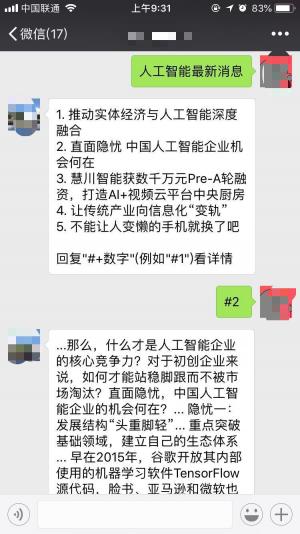 中国联通
上午9:31
83%
微信(17)
人工智能最新消息
1. 推动实体经济与人工智能深度
融合
2. 直面隐忧 中国人工智能企业机
会何在
3. 慧川智能获数千万元Pre-A轮融
资，打造AI+视频云平台中央厨房
4. 让传统产业向信息化“变轨”
5. 不能让人变懒的手机就换了吧
回复"#+数字"(例如"#1")看详情
#2
...那么，什么才是人工智能企业
的核心竞争力？对于初创企业来
说，如何才能站稳脚跟而不被市
场淘汰？直面隐忧，中国人工智
能企业的机会何在？... 隐忧一：
发展结构“头重脚轻”... 重点突破
基础领域，建立自己的生态体系
... 早在2015年，谷歌开放其内部
使用的机器学习软件TensorFlow
源代码，脸书、亚马逊和微软也